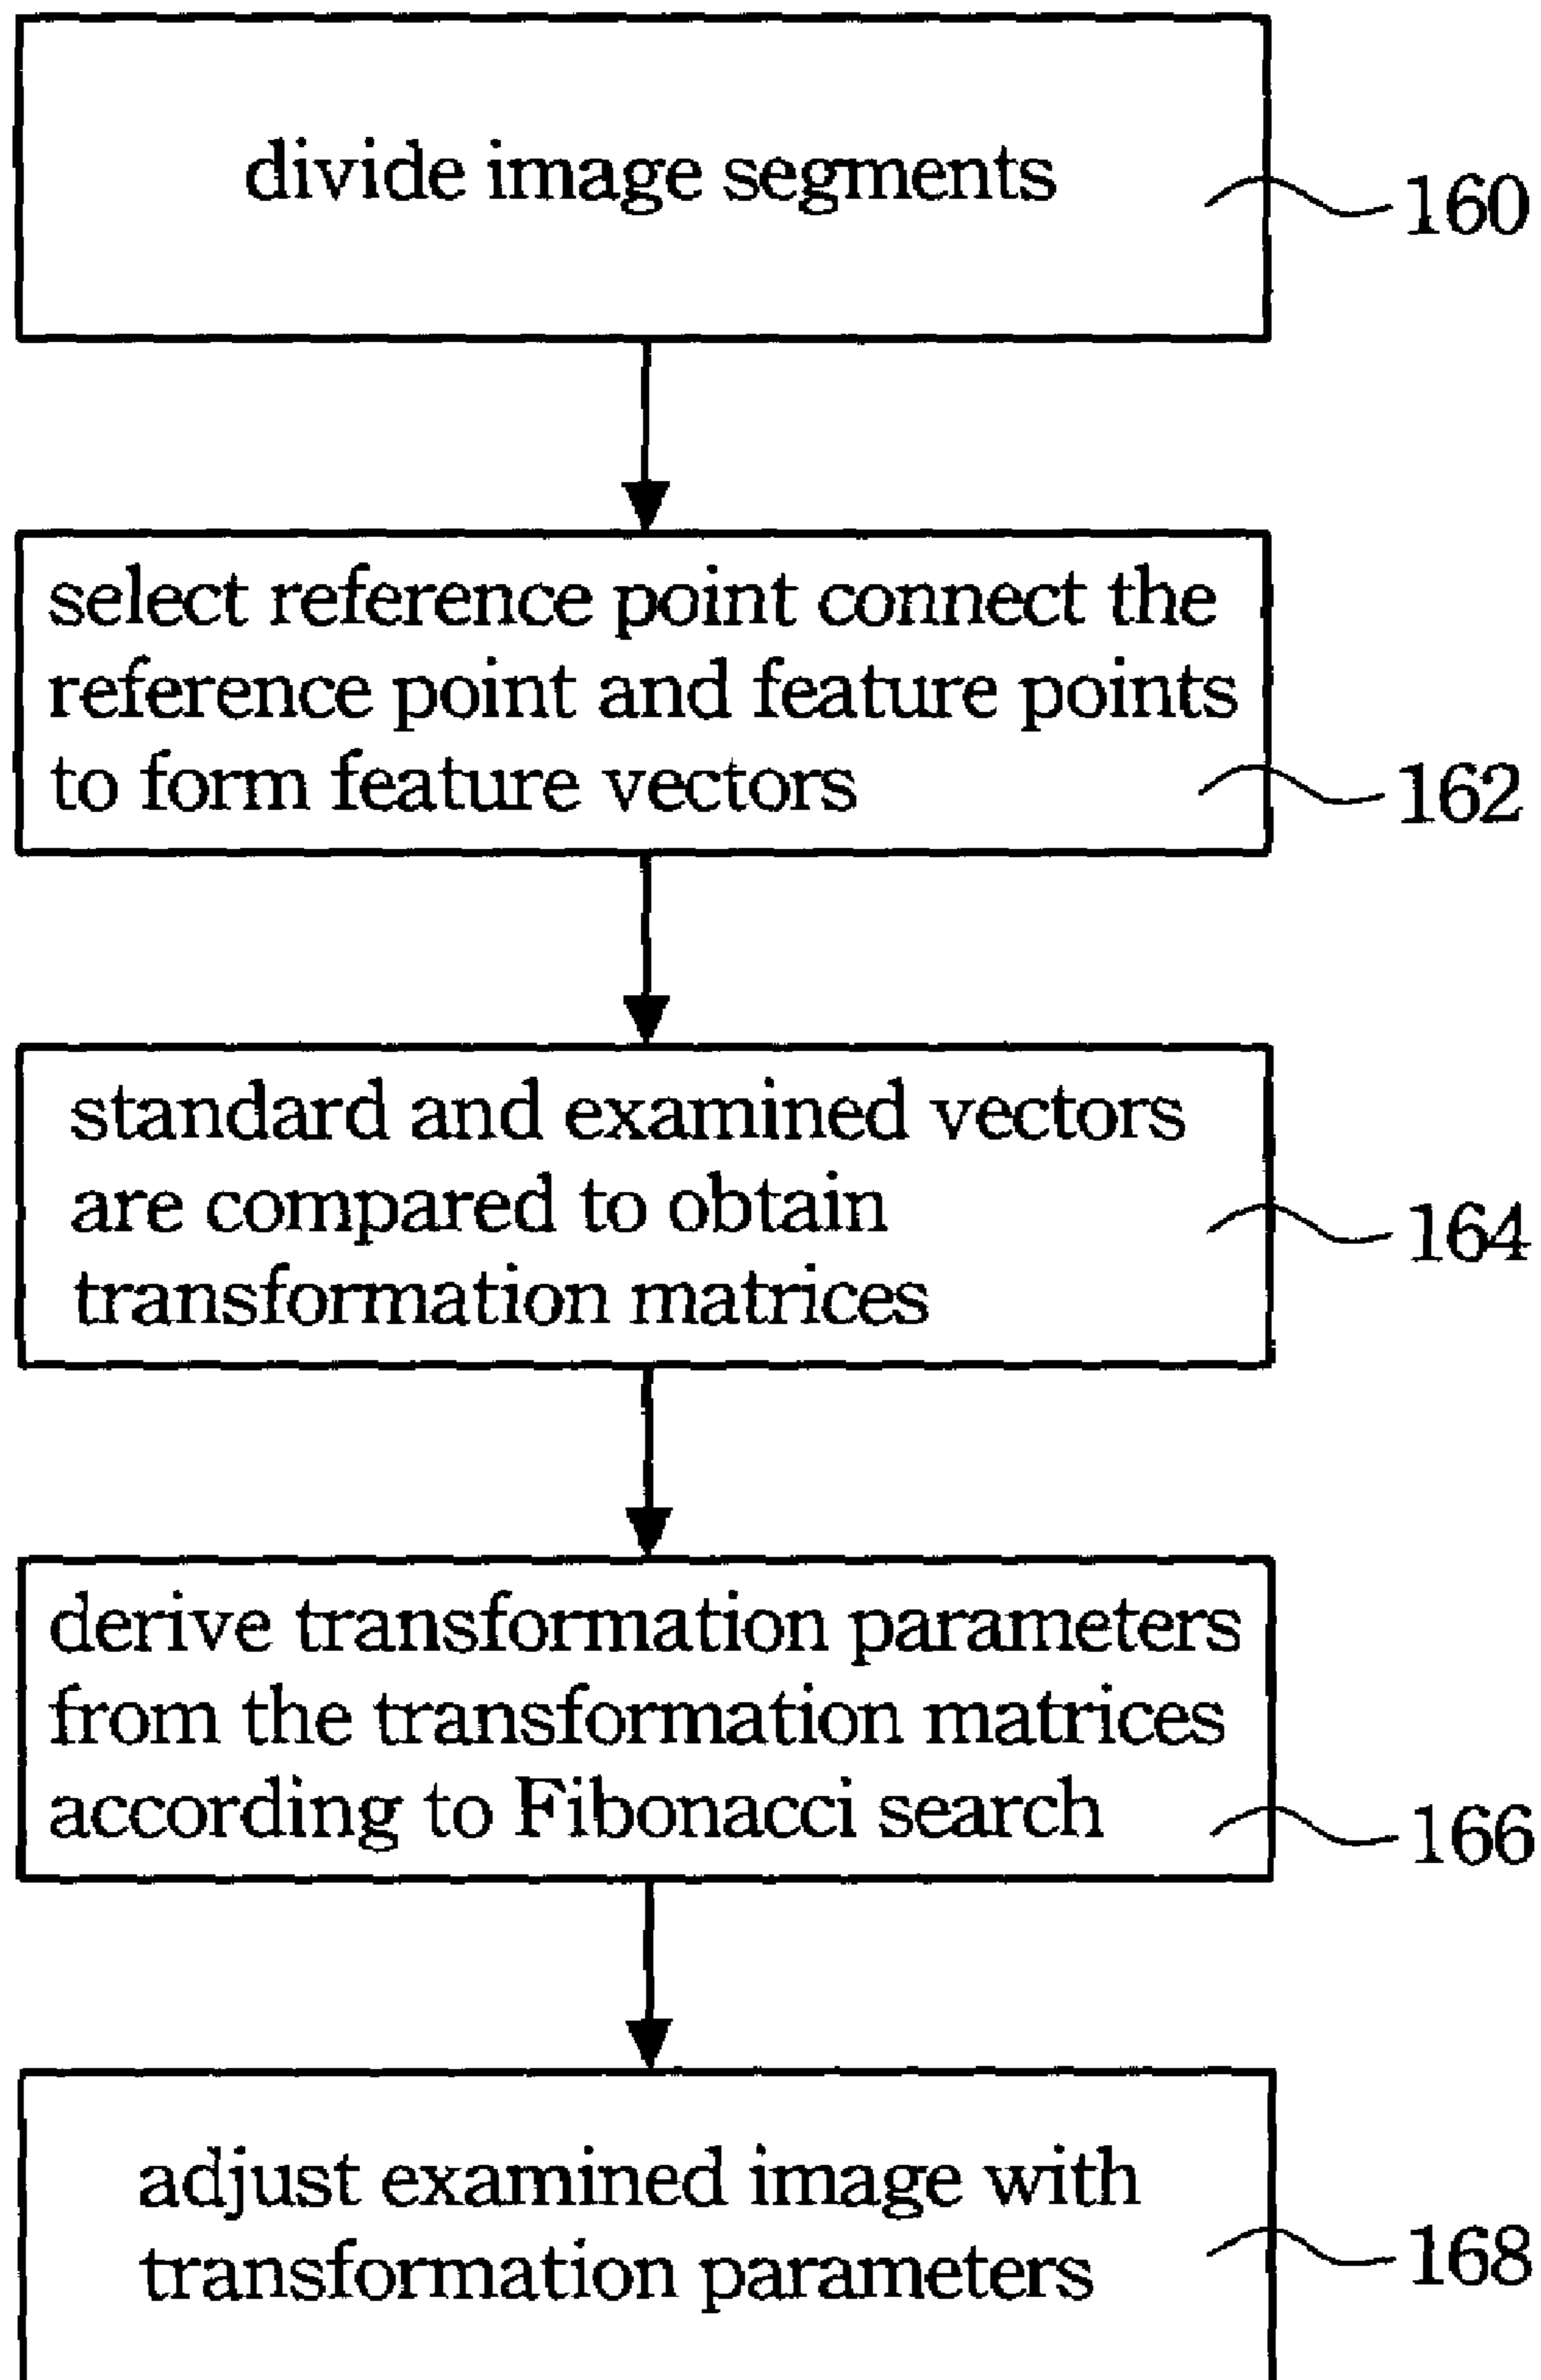 divide image segments
160
select reference point connect the
reference point and feature points
to form feature vectors
162
standard and examined vectors
are compared to obtain
transformation matrices
164
derive transformation parameters
from the transformation matrices
according to Fibonacci search
166
adjust examined image with
transformation parameters
168